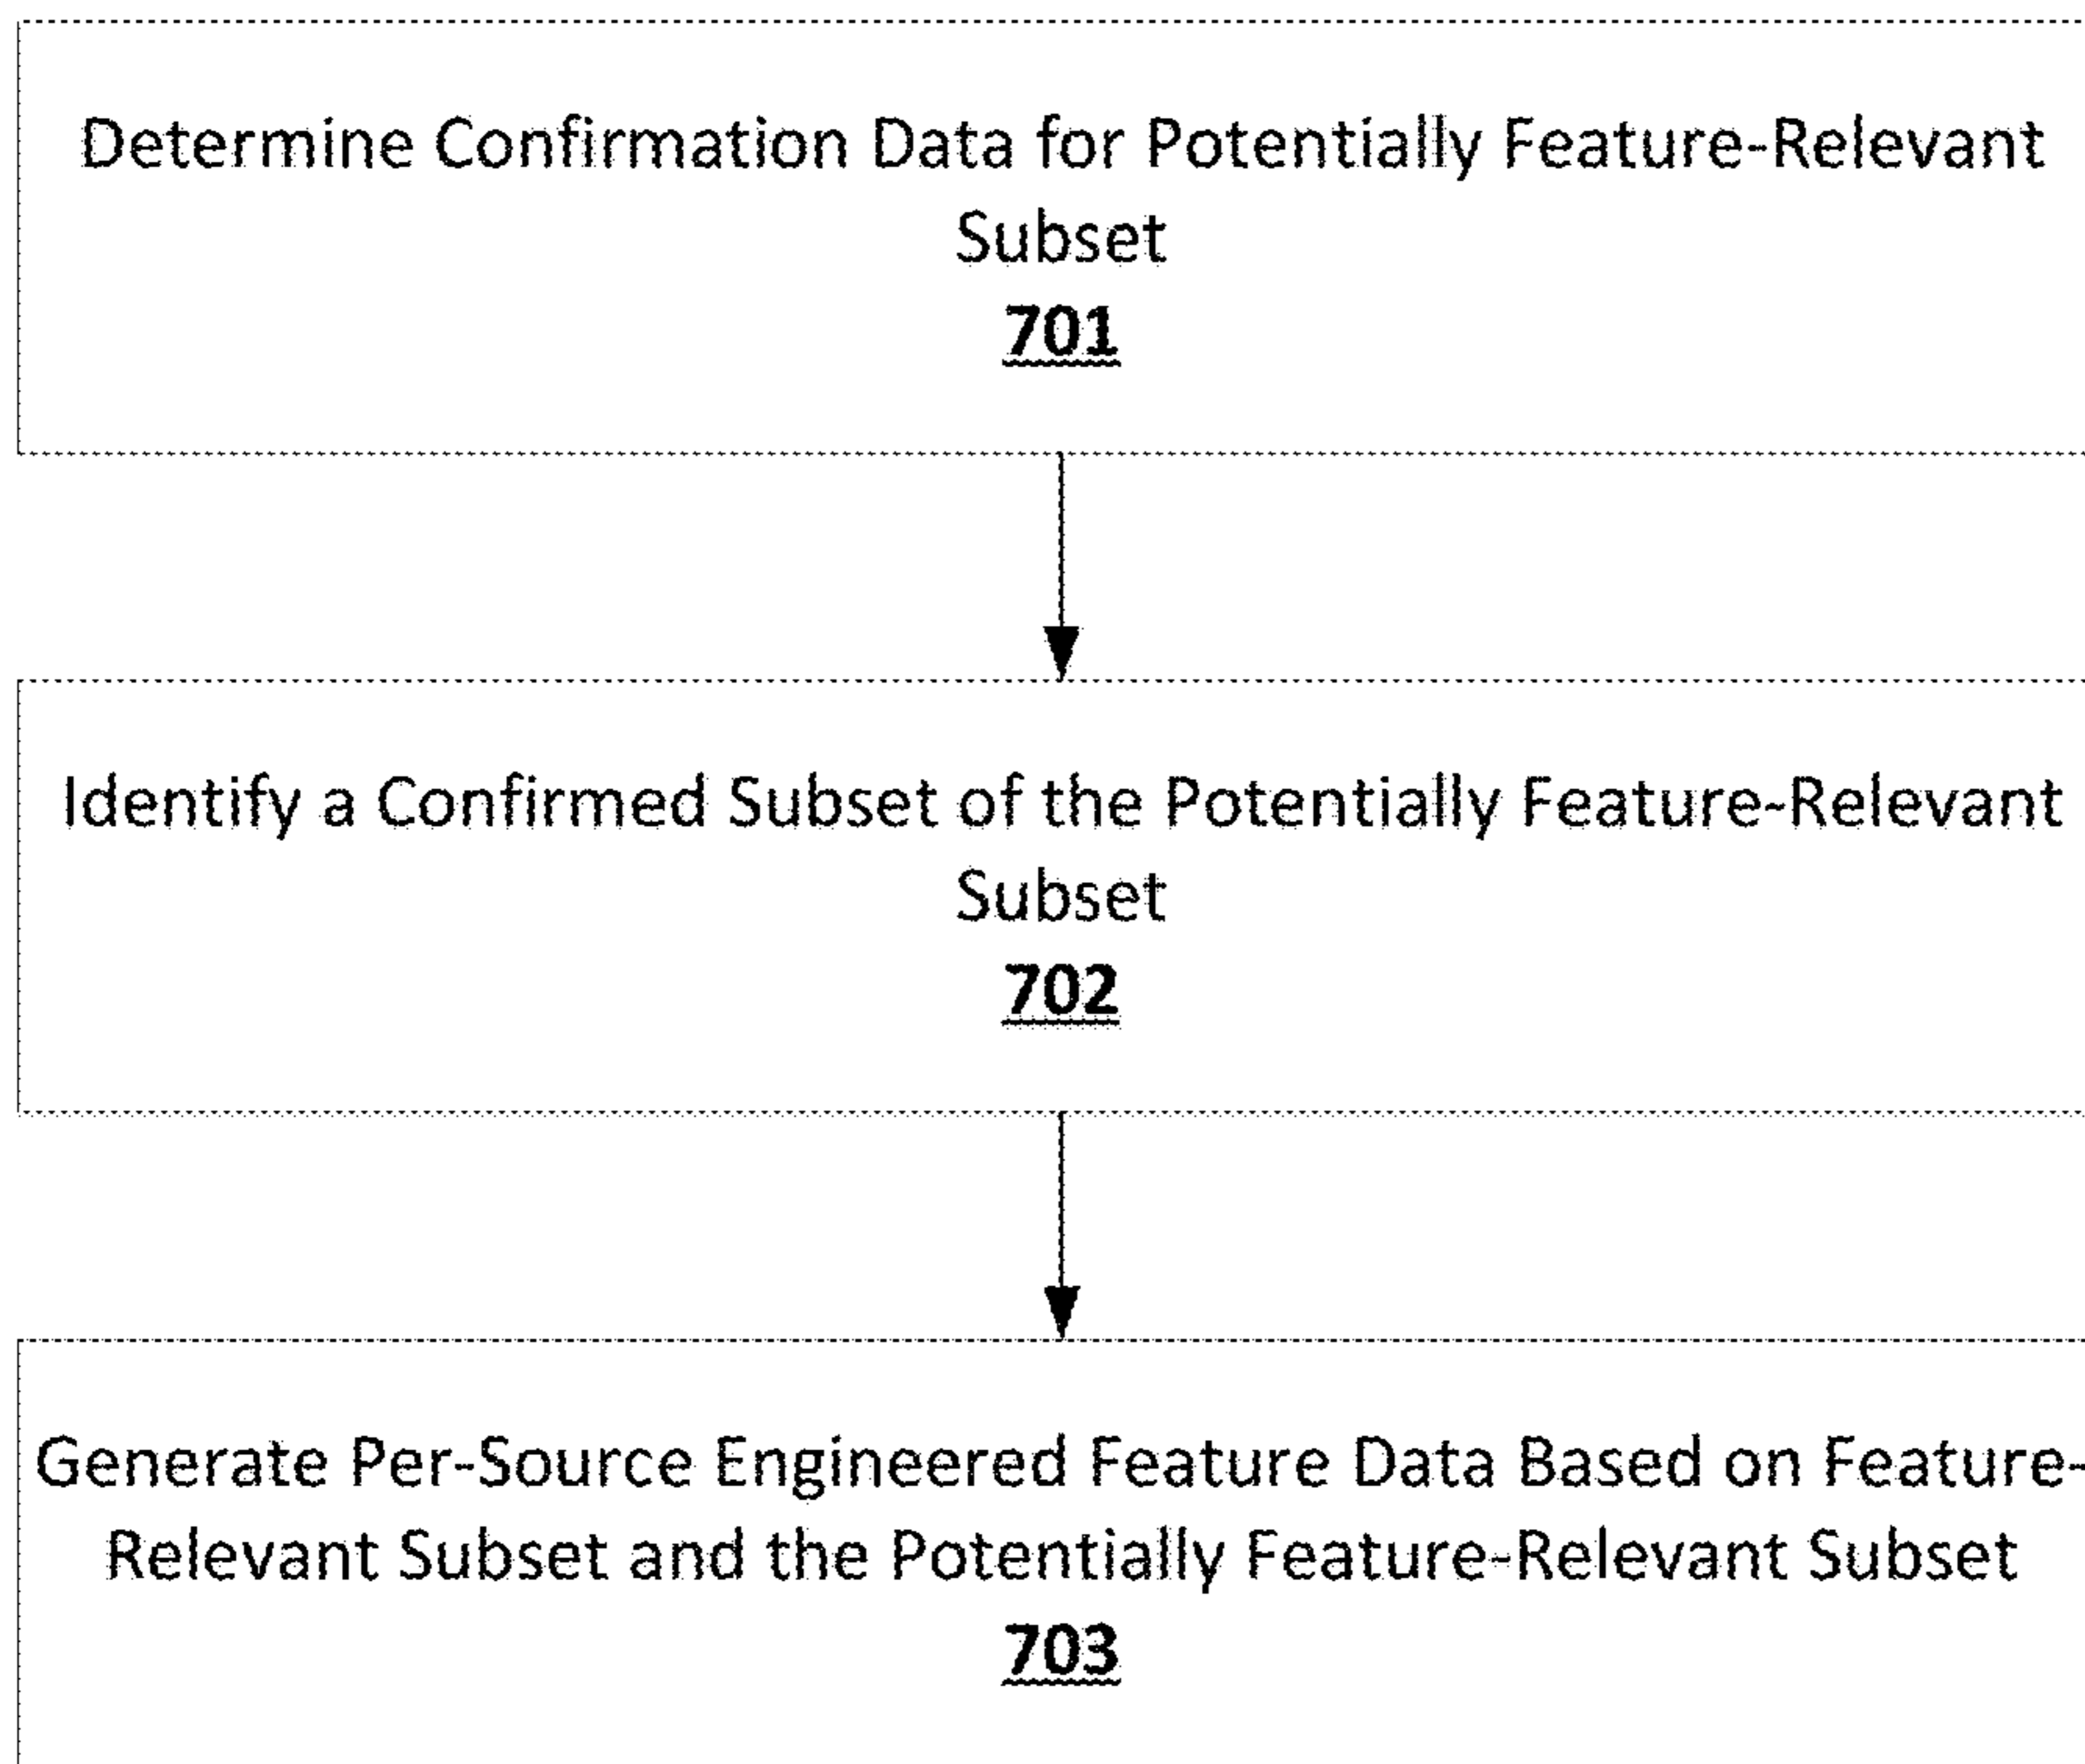 Determine Confirmation Data for Potentially Feature-Relevant
Subset
701
Identify a Confirmed Subset of the Potentially Feature-Relevant
Subset
702
Generate Per-Source Engineered Feature Data Based on Feature-
Relevant Subset and the Potentially Feature-Relevant Subset
703